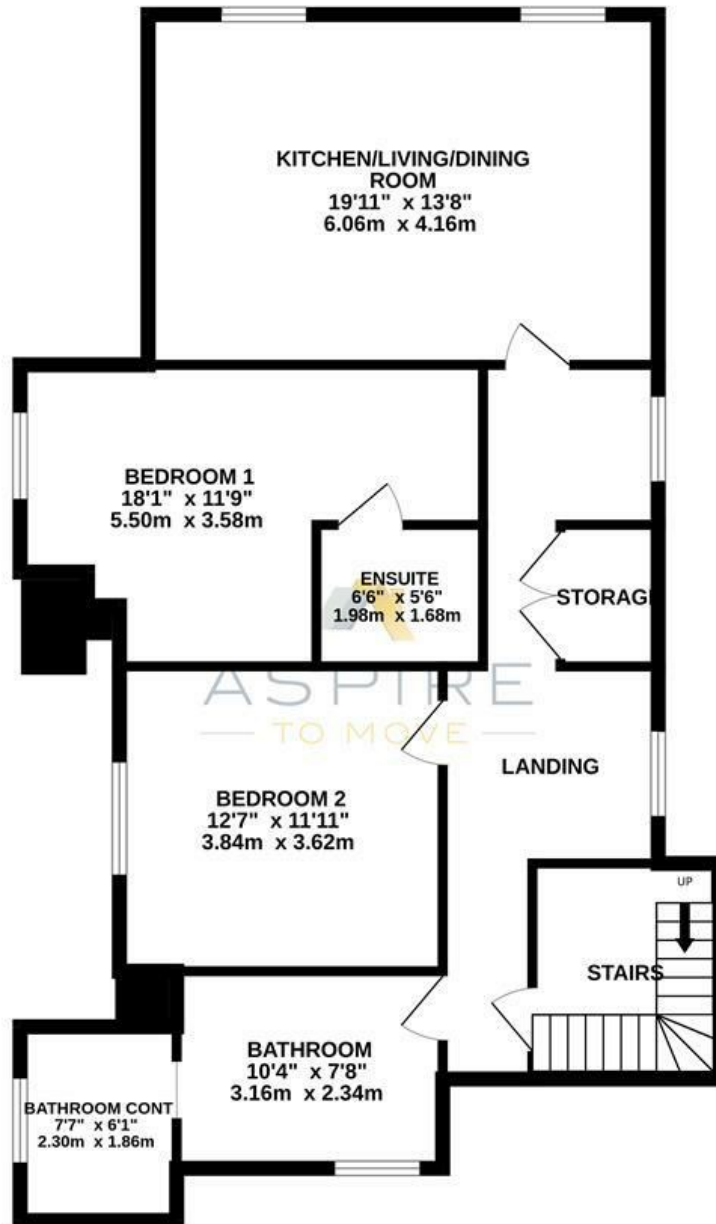 KITCHEN/LIVING/DINING
ROOM
19'11" x 13'8"
6.06m x 4.16m
BEDROOM 1
18'1" x 11'9"
5.50m x 3.58m
ENSUITE
6'6" x 5'6"
1.98m x 1.68m
STORAGE
ASPIRE
TO MOVE
LANDING
BEDROOM 2
12'7" x 11'11"
3.84m x 3.62m
UP
STAIRS
BATHROOM
10'4" x 7'8"
3.16m x 2.34m
BATHROOM CONT
7'7" x 6'1"
2.30m x 1.86m